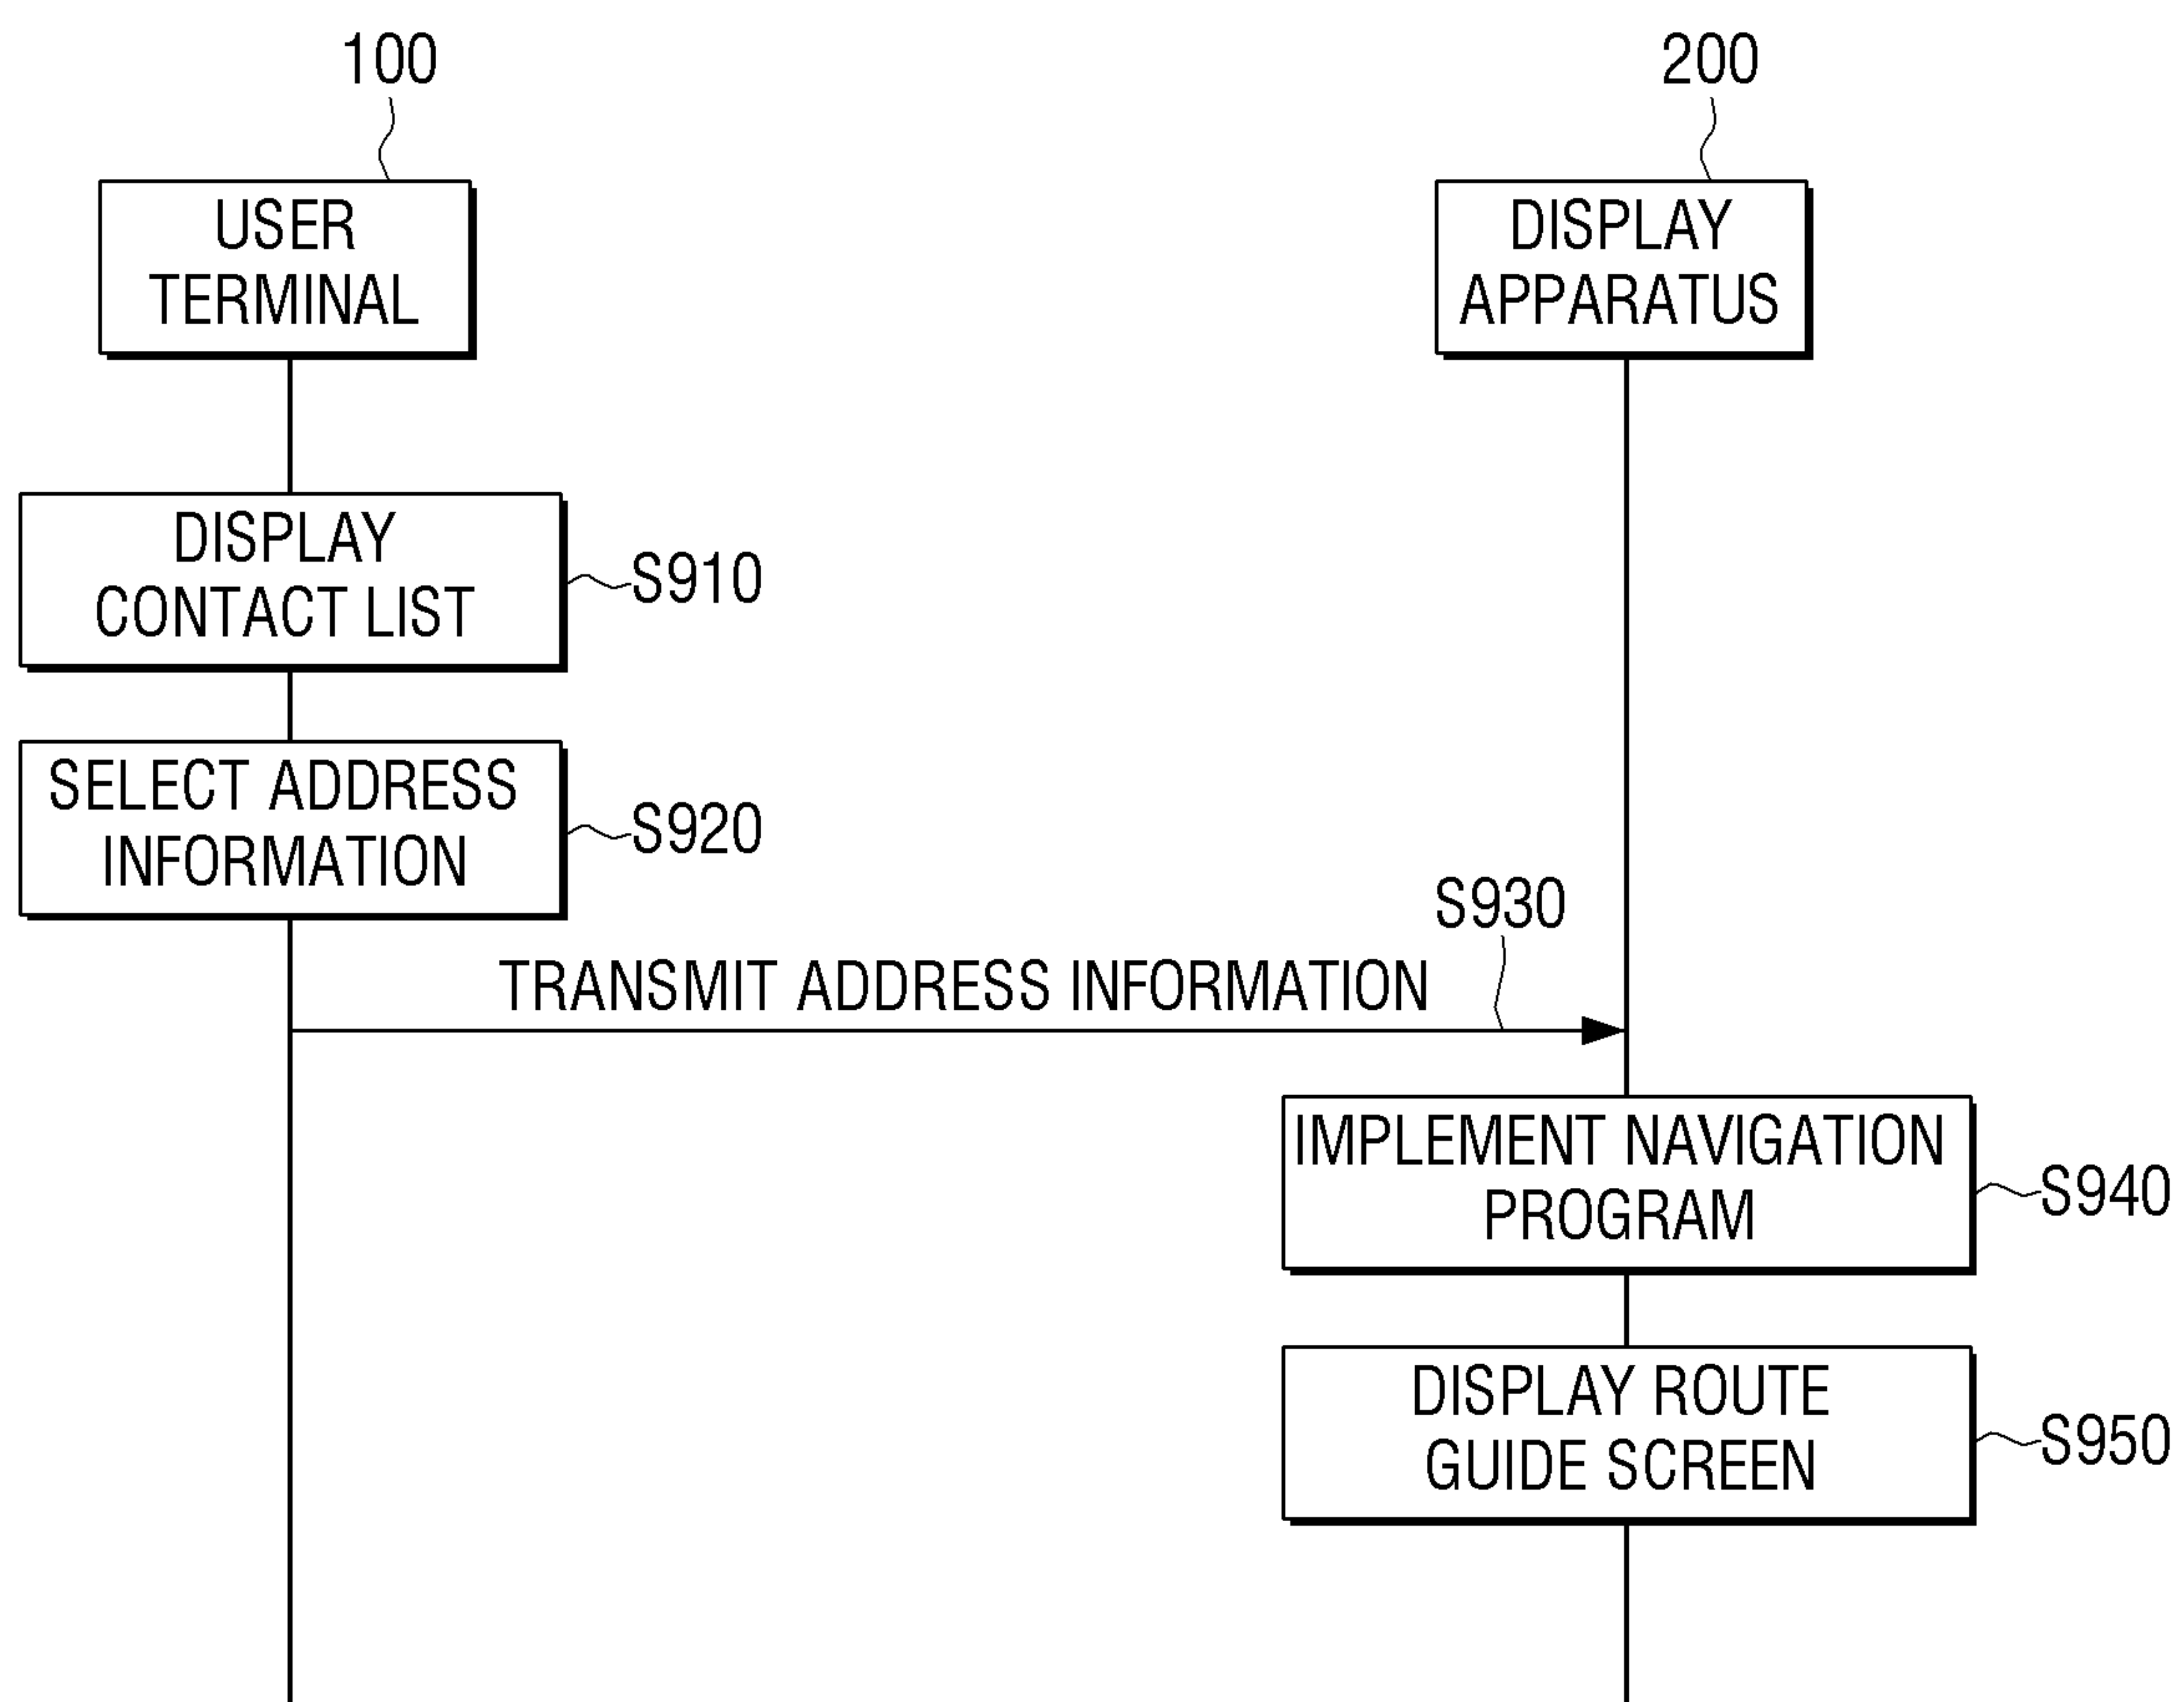 100
200
USER
TERMINAL
DISPLAY
APPARATUS
DISPLAY
CONTACT LIST
S910
SELECT ADDRESS
INFORMATION
S920
S930
TRANSMIT ADDRESS INFORMATION
IMPLEMENT NAVIGATION
PROGRAM
S940
DISPLAY ROUTE
GUIDE SCREEN
S950